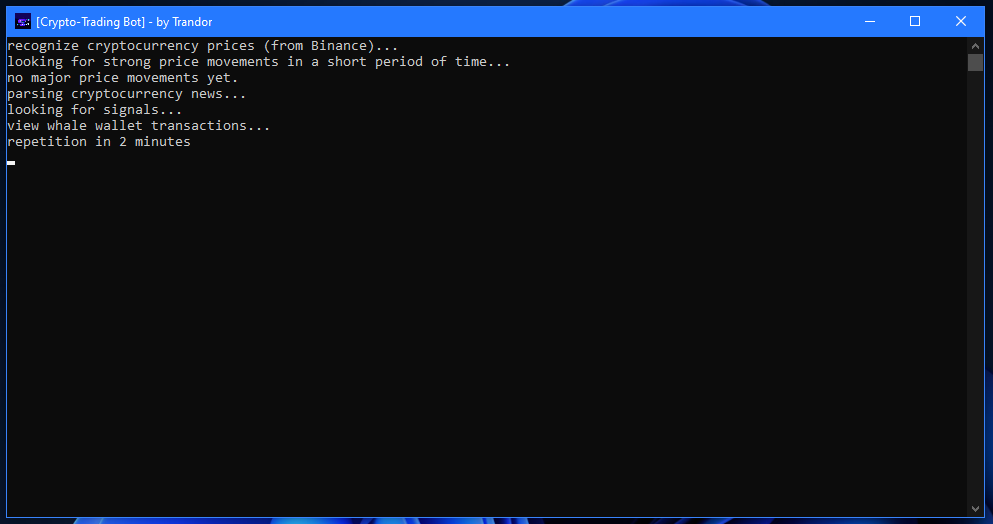 [Crypto-Trading Bot] - by Trandor
recognize cryptocurrency prices (from Binance)...
looking for strong price movements in a short period of time...
no major price movements yet.
parsing cryptocurrency news...
looking for signals...
view whale wallet transactions...
repetition in 2 minutes